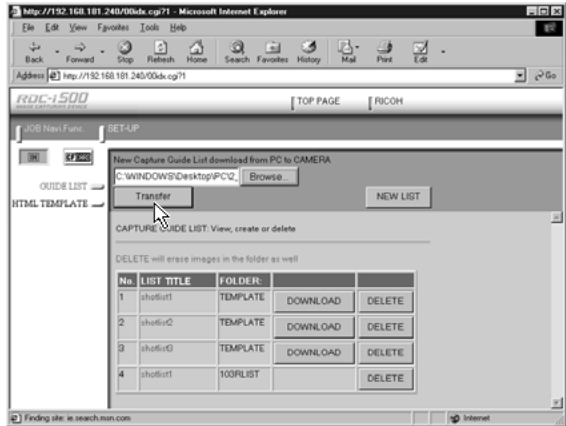 http://192.168.181.240/00idx.cgi?1 - Microsoft Internet Explorer
File Edit View Favorites Tools Help
Back Forward Stop Refresh Home Search Favorites History Mail Print Edit
Address http://192.168.181.240/00idx.cgi?1 Go
RDC-i500
IMAGE CAPTURING DEVICE
TOP PAGE RICOH
JOB Navi Func. SET-UP
New Capture Guide List download from PC to CAMERA
C:\WINDOWS\Desktop\PC\2_ Browse...
GUIDE LIST
Transfer NEW LIST
HTML TEMPLATE
CAPTURE GUIDE LIST: View, create or delete
DELETE will erase images in the folder as well
No. LIST TITLE FOLDER:
1 shotlist1 TEMPLATE DOWNLOAD DELETE
2 shotlist2 TEMPLATE DOWNLOAD DELETE
3 shotlist3 TEMPLATE DOWNLOAD DELETE
4 shotlist1 103RLIST DELETE
Finding site: ie.search.msn.com Internet